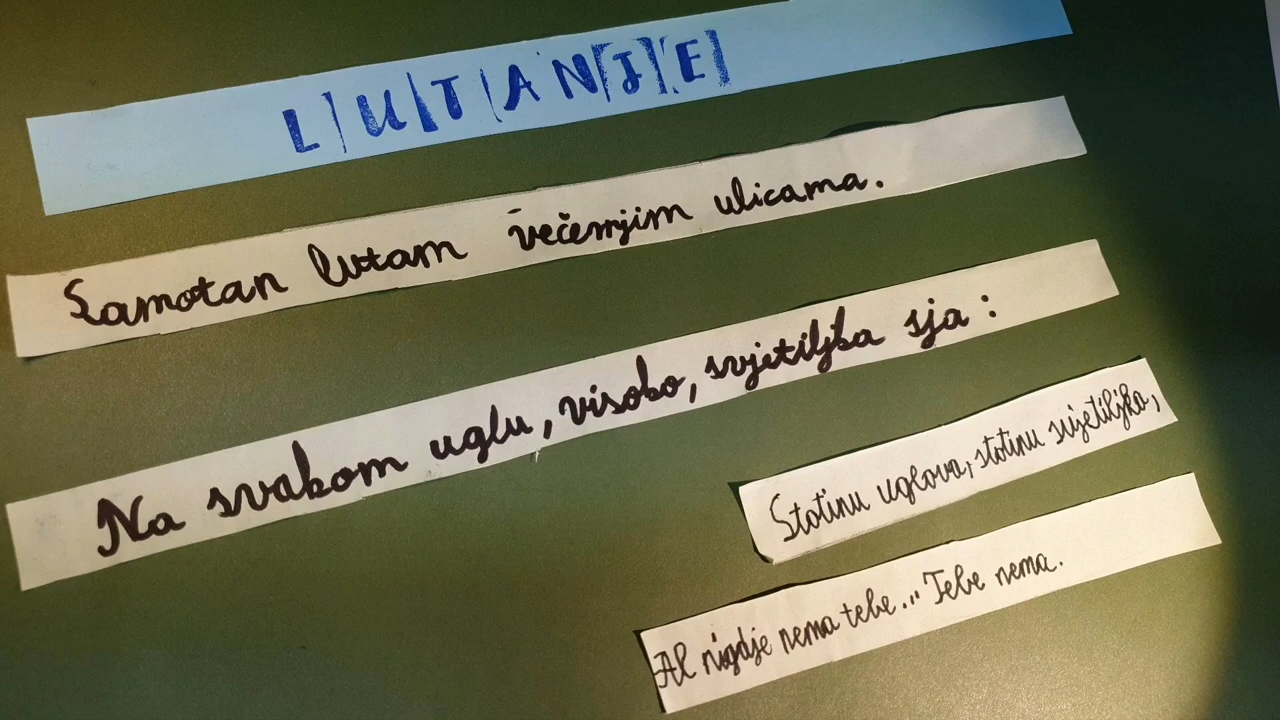 LUTANJE
Samotan lutam večernjim ulicama.
Na svakom uglu, visoko, svjetiljka sja:
Stotinu uglova, stotinu svjetiljka,
Al nigdje nema tebe... Tebe nema.